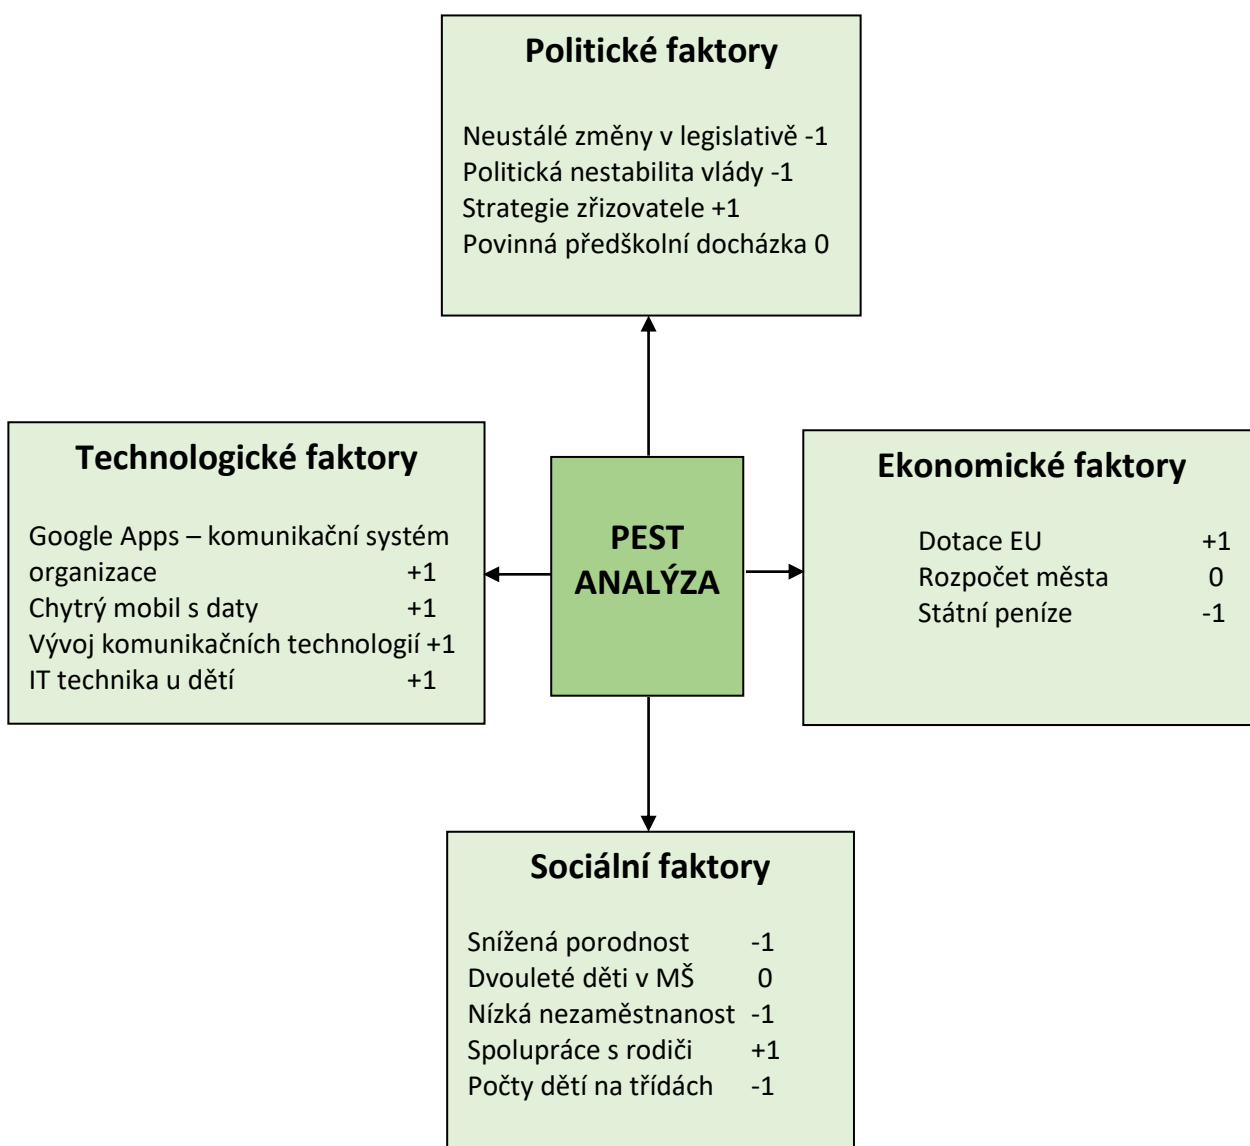 Politické faktory
Neustálé změny v legislativě -1
Politická nestabilita vlády -1
Strategie zřizovatele +1
Povinná předškolní docházka 0
Technologické faktory
Google Apps – komunikační systém
organizace +1
Chytrý mobil s daty +1
Vývoj komunikačních technologií +1
IT technika u dětí +1
PEST
ANALÝZA
Ekonomické faktory
Dotace EU +1
Rozpočet města 0
Státní peníze -1
Sociální faktory
Snížená porodnost -1
Dvouleté děti v MŠ 0
Nízká nezaměstnanost -1
Spolupráce s rodiči +1
Počty dětí na třídách -1